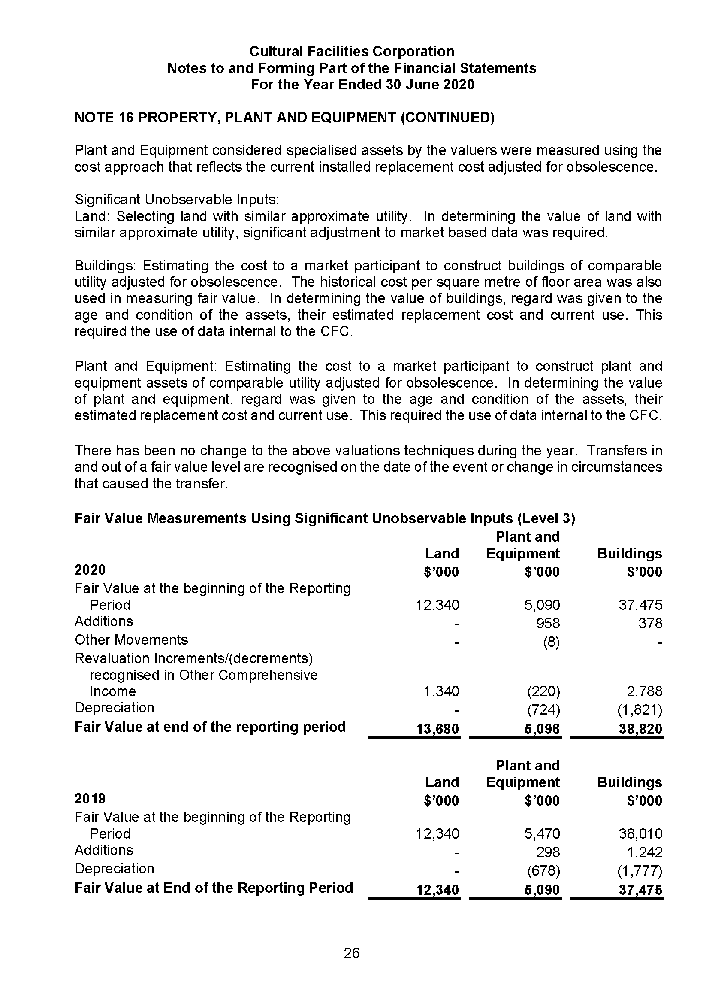 Cultural Facilities Corporation
Notes to and Forming Part of the Financial Statements
For the Year Ended 30 June 2020
NOTE 16 PROPERTY, PLANT AND EQUIPMENT (CONTINUED)
Plant and Equipment considered specialised assets by the valuers were measured using the
cost approach that reflects the current installed replacement cost adjusted for obsolescence.
Significant Unobservable Inputs:
Land: Selecting land with similar approximate utility. In determining the value of land with
similar approximate utility, significant adjustment to market based data was required.
Buildings: Estimating the cost to a market participant to construct buildings of comparable
utility adjusted for obsolescence. The historical cost per square metre of floor area was also
used in measuring fair value. In determining the value of buildings, regard was given to the
age and condition of the assets, their estimated replacement cost and current use. This
required the use of data internal to the CFC.
Plant and Equipment: Estimating the cost to a market participant to construct plant and
equipment assets of comparable utility adjusted for obsolescence. In determining the value
of plant and equipment, regard was given to the age and condition of the assets, their
estimated replacement cost and current use. This required the use of data internal to the CFC.
There has been no change to the above valuations techniques during the year. Transfers in
and out of a fair value level are recognised on the date of the event or change in circumstances
that caused the transfer.
Fair Value Measurements Using Significant Unobservable Inputs (Level 3)
Plant and
Land Equipment Buildings
2020 $’000 $’000 $’000
Fair Value at the beginning of the Reporting
Period 12,340 5,090 37,475
Additions - 958 378
Other Movements - (8) -
Revaluation Increments/(decrements)
recognised in Other Comprehensive
Income 1,340 (220) 2,788
Depreciation - (724) (1,821)
Fair Value at end of the reporting period 13,680 5,096 38,820
Plant and
Land Equipment Buildings
2019 $’000 $’000 $’000
Fair Value at the beginning of the Reporting
Period 12,340 5,470 38,010
Additions - 298 1,242
Depreciation - (678) (1,777)
Fair Value at End of the Reporting Period 12,340 5,090 37,475
26